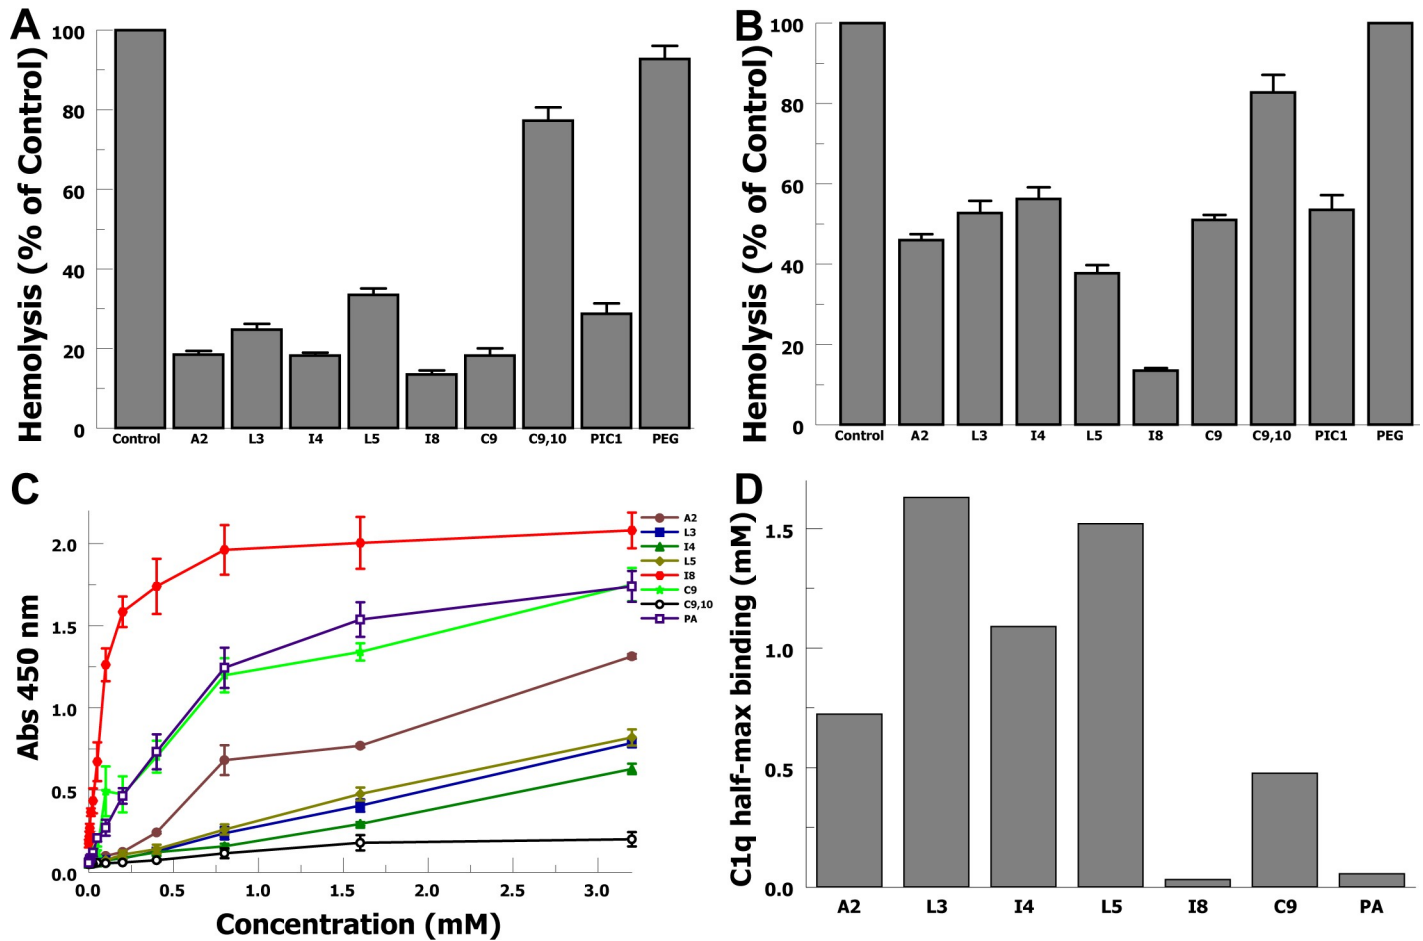 A
Hemolysis (% of Control)
100
80
60
40
20
0
Control A2 L3 I4 L5 I8 C9 C9,10 PIC1 PEG
B
Hemolysis (% of Control)
100
80
60
40
20
0
Control A2 L3 I4 L5 I8 C9 C9,10 PIC1 PEG
C
Abs 450 nm
2.0
1.5
1.0
0.5
0.0
0.0 0.5 1.0 1.5 2.0 2.5 3.0
Concentration (mM)
A2
L3
I4
L5
I8
C9
C9,10
PA
D
C1q half-max binding (mM)
1.5
1.0
0.5
0.0
A2 L3 I4 L5 I8 C9 PA